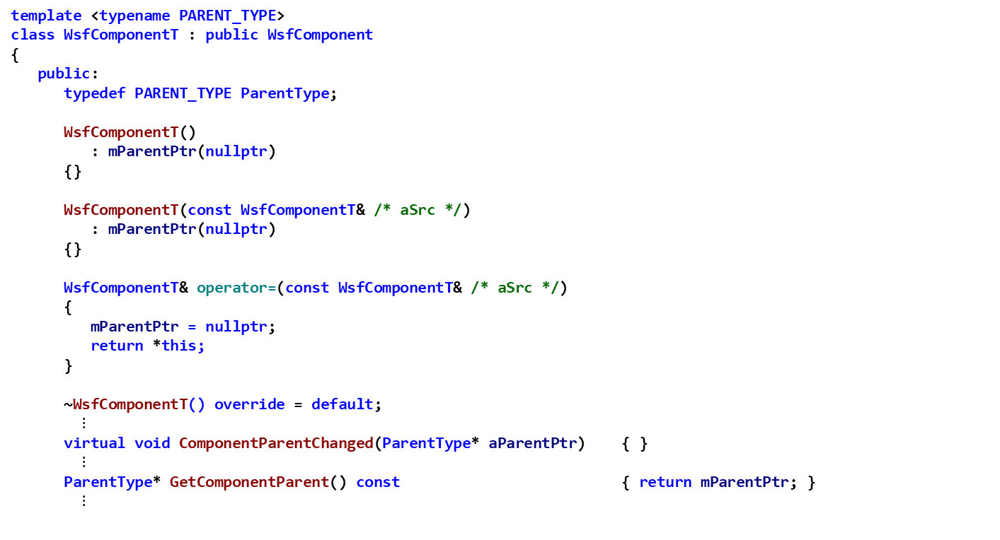 template <typename PARENT_TYPE>
class WsfComponentT : public WsfComponent
{
   public:
      typedef PARENT_TYPE ParentType;

      WsfComponentT()
         : mParentPtr(nullptr)
      {}

      WsfComponentT(const WsfComponentT& /* aSrc */)
         : mParentPtr(nullptr)
      {}

      WsfComponentT& operator=(const WsfComponentT& /* aSrc */)
      {
         mParentPtr = nullptr;
         return *this;
      }

      ~WsfComponentT() override = default;
        ⋮
      virtual void ComponentParentChanged(ParentType* aParentPtr)    { }
        ⋮
      ParentType* GetComponentParent() const                         { return mParentPtr; }
        ⋮